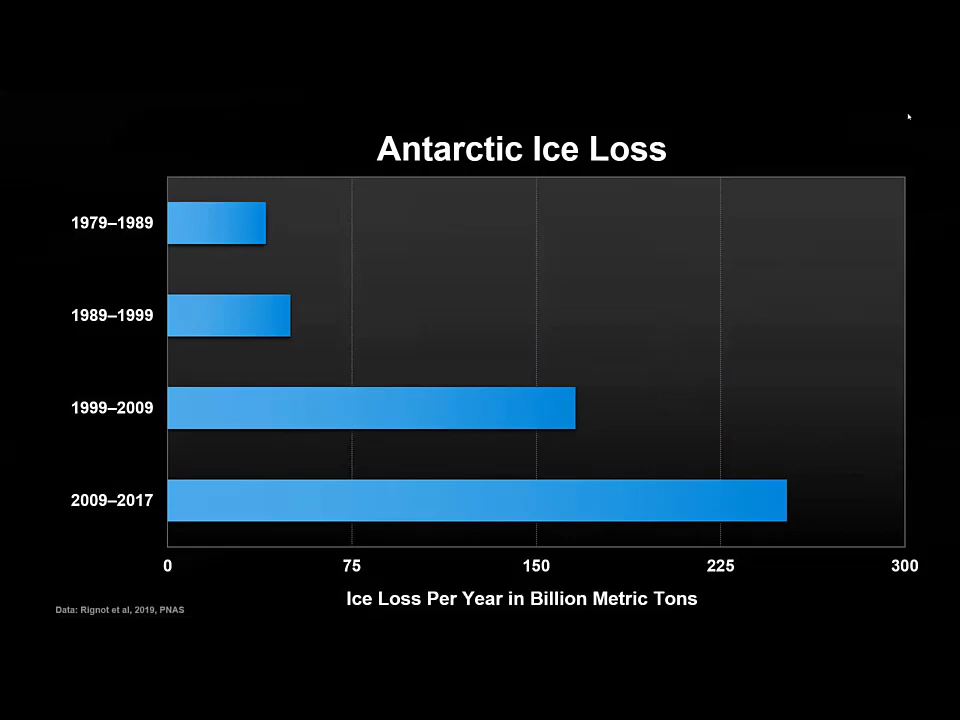 Antarctic Ice Loss
1979–1989
1989–1999
1999–2009
2009–2017
0 75 150 225 300
Ice Loss Per Year in Billion Metric Tons
Data: Rignot et al, 2019, PNAS